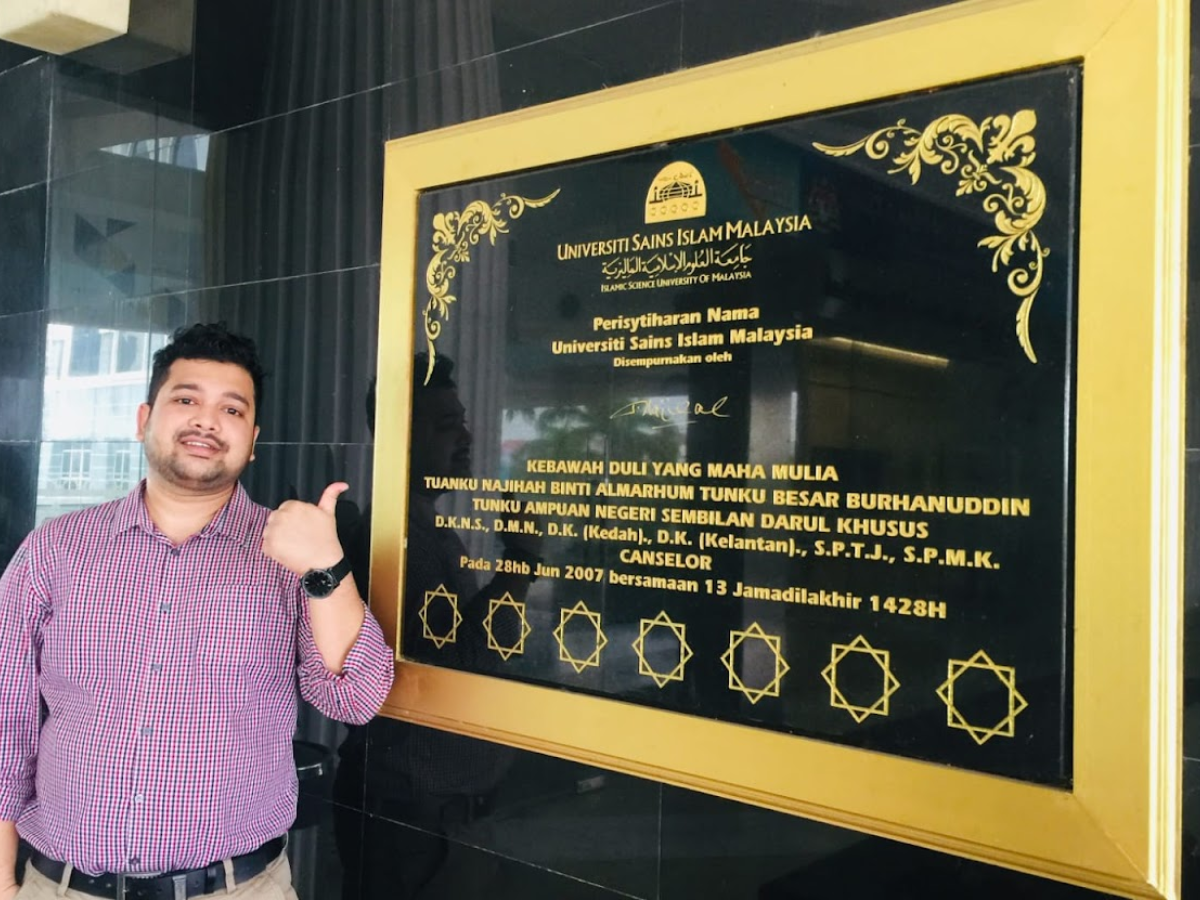 UNIVERSITI SAINS ISLAM MALAYSIA
جامعة العلوم الإسلامية الماليزية
ISLAMIC SCIENCE UNIVERSITY OF MALAYSIA
Perisytiharan Nama
Universiti Sains Islam Malaysia
Disempurnakan oleh
KEBAWAH DULI YANG MAHA MULIA
TUANKU NAJIHAH BINTI ALMARHUM TUNKU BESAR BURHANUDDIN
TUNKU AMPUAN NEGERI SEMBILAN DARUL KHUSUS
D.K.N.S., D.M.N., D.K. (Kedah)., D.K. (Kelantan)., S.P.T.J., S.P.M.K.
CANSELOR
Pada 28hb Jun 2007 bersamaan 13 Jamadilakhir 1428H